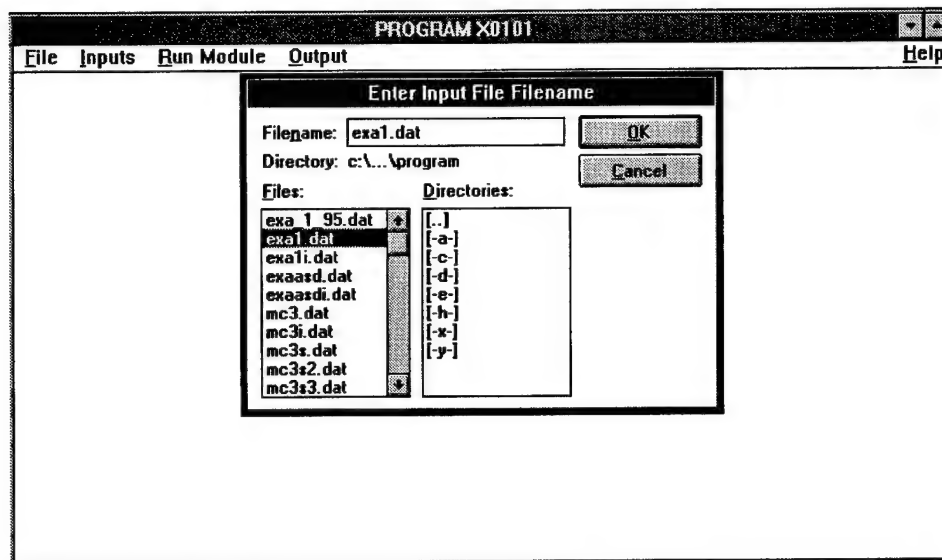 PROGRAM X0101
File Inputs Run Module Output Help
Enter Input File Filename
Filename: exa1.dat OK
Directory: c:\...\program Cancel
Files: Directories:
exa_1_95.dat [..]
exa1.dat [-a-]
exa1i.dat [-c-]
exaasd.dat [-d-]
exaasdi.dat [-e-]
mc3.dat [-h-]
mc3i.dat [-x-]
mc3s.dat [-y-]
mc3s2.dat
mc3s3.dat